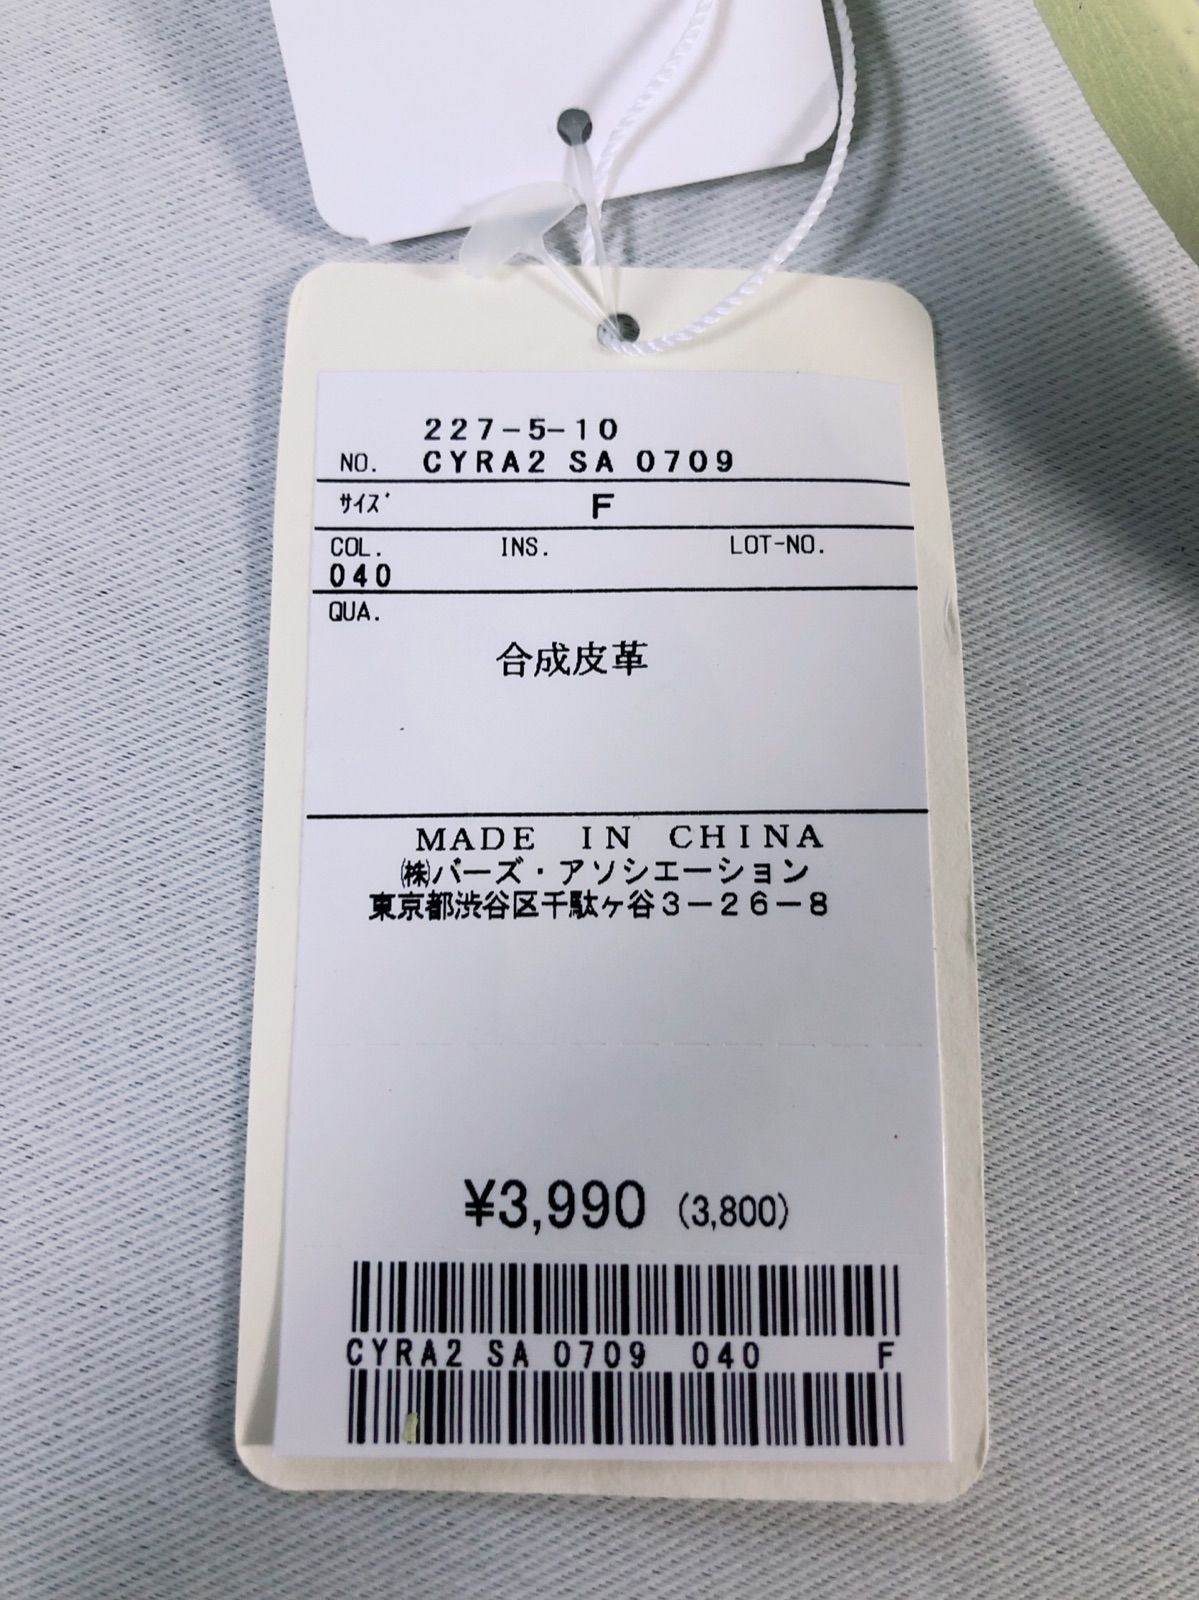 227-5-10
NO. CYRA2 SA 0709
ｻｲｽﾞ F
COL. INS. LOT-NO.
040
QUA.
合成皮革
MADE IN CHINA
㈱バーズ・アソシエーション
東京都渋谷区千駄ヶ谷3-26-8
¥3,990 (3,800)
CYRA2 SA 0709 040 F